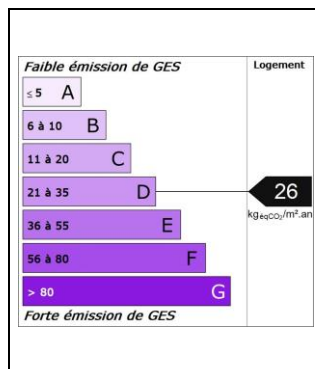 Faible émission de GES
Logement
≤ 5 A
6 à 10 B
11 à 20 C
21 à 35 D
26
kgéqCO₂/m².an
36 à 55 E
56 à 80 F
> 80 G
Forte émission de GES